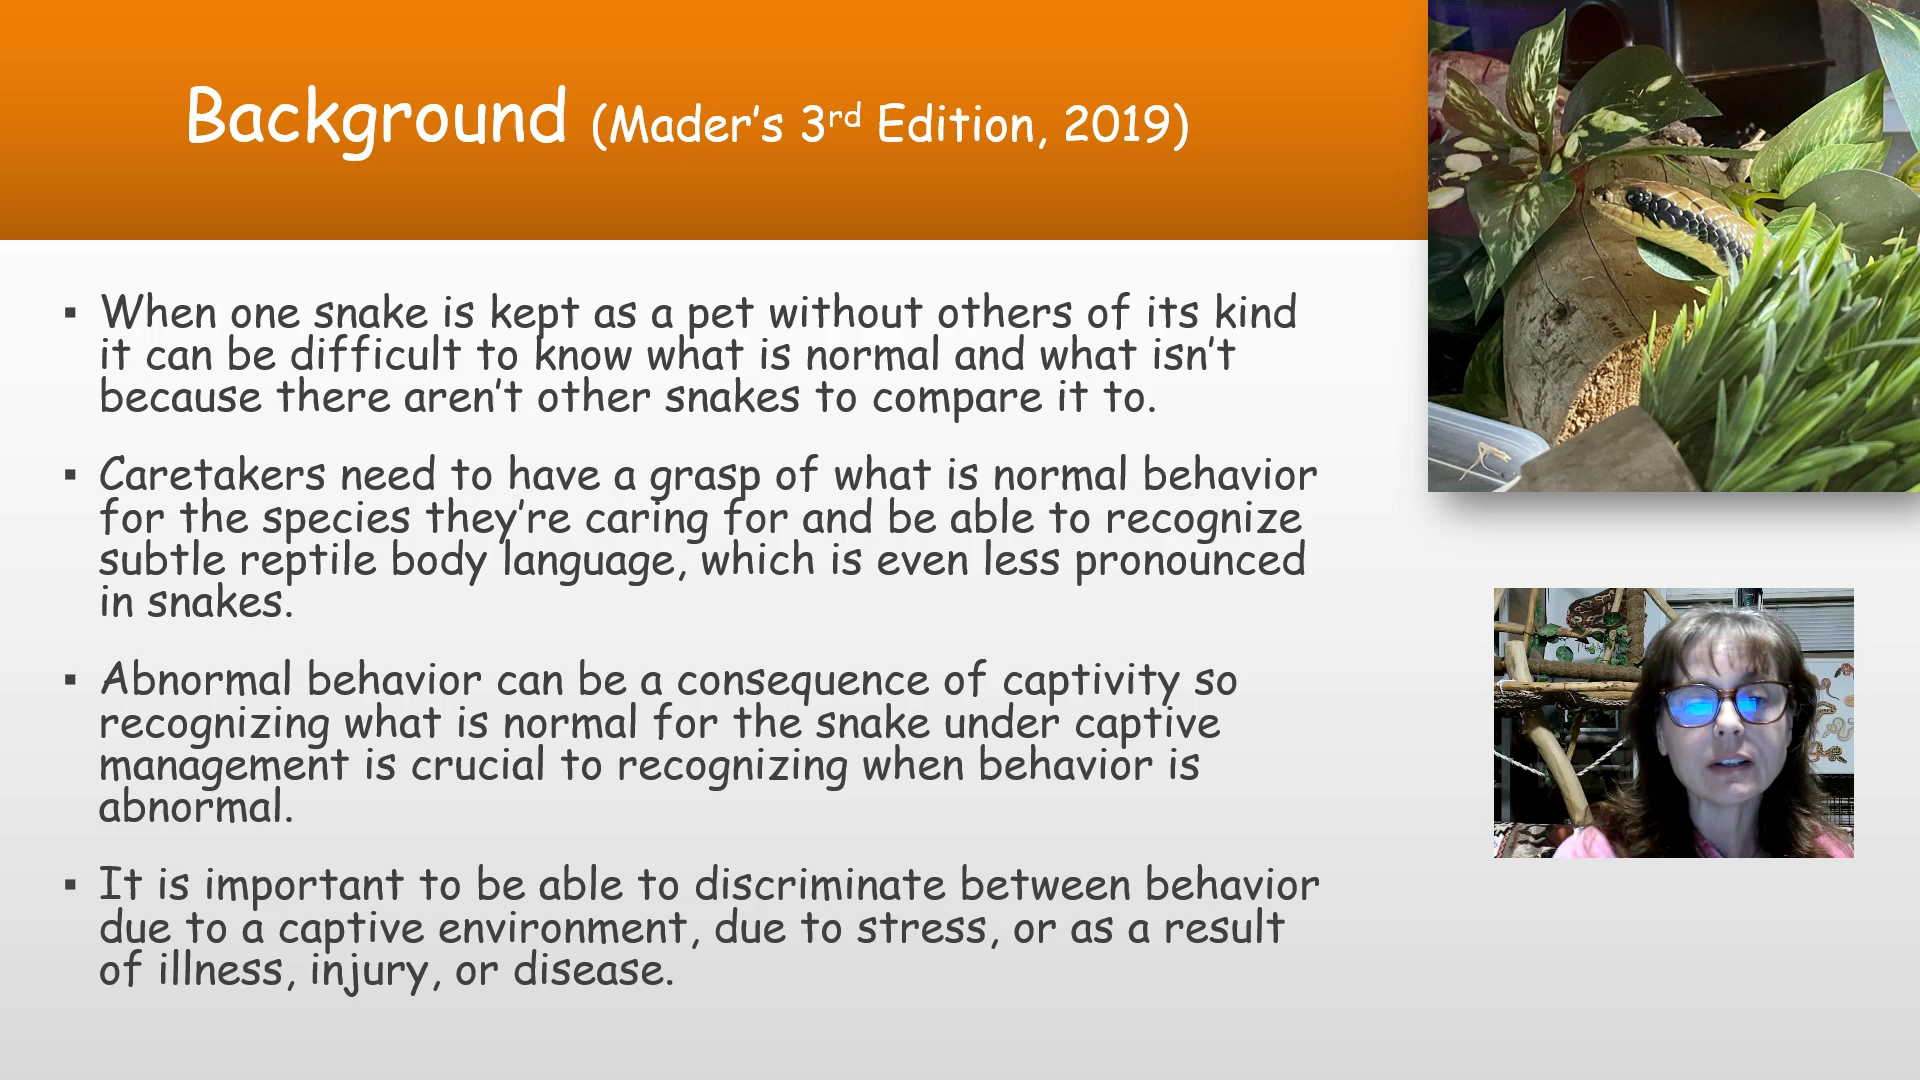 Background (Mader’s 3rd Edition, 2019)
▪ When one snake is kept as a pet without others of its kind
it can be difficult to know what is normal and what isn’t
because there aren’t other snakes to compare it to.
▪ Caretakers need to have a grasp of what is normal behavior
for the species they’re caring for and be able to recognize
subtle reptile body language, which is even less pronounced
in snakes.
▪ Abnormal behavior can be a consequence of captivity so
recognizing what is normal for the snake under captive
management is crucial to recognizing when behavior is
abnormal.
▪ It is important to be able to discriminate between behavior
due to a captive environment, due to stress, or as a result
of illness, injury, or disease.